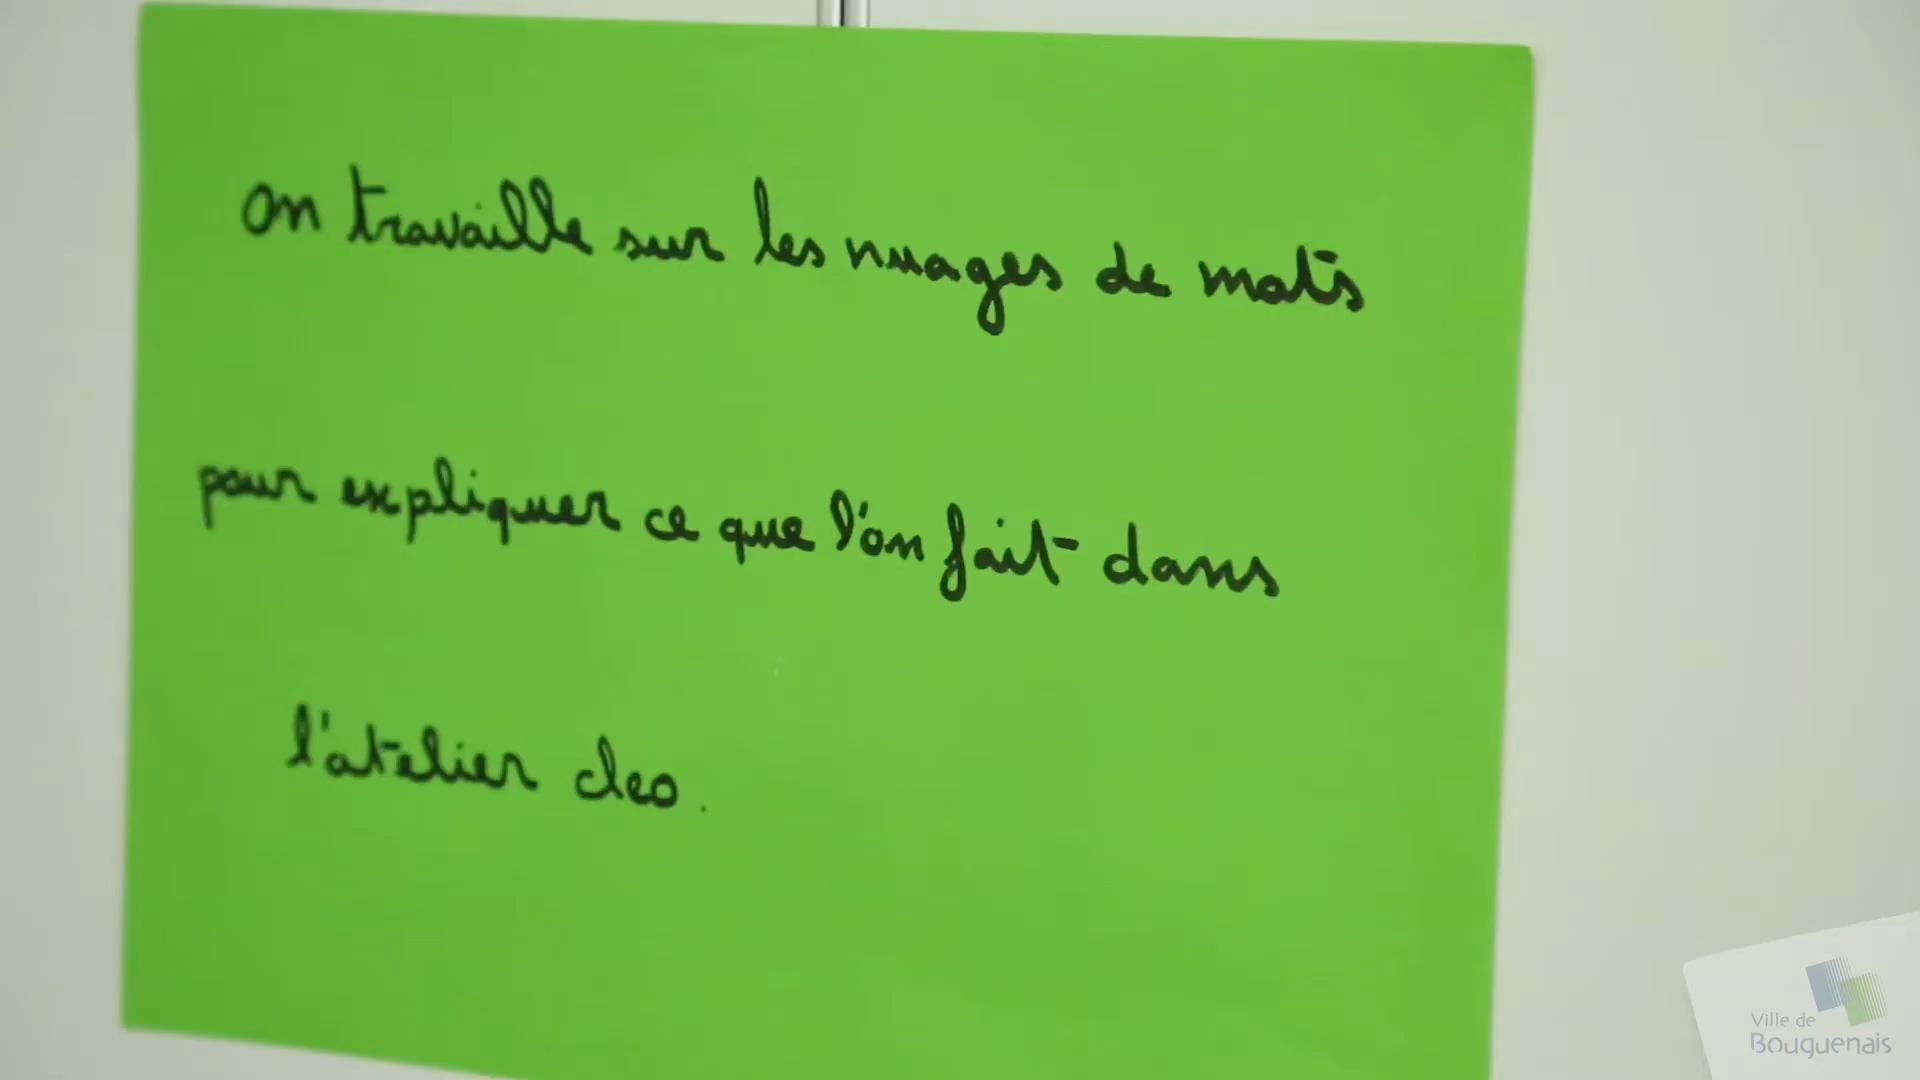 On travaille sur les nuages de mots
pour expliquer ce que l'on fait dans
l'atelier cleo.
Ville de
Bouguenais